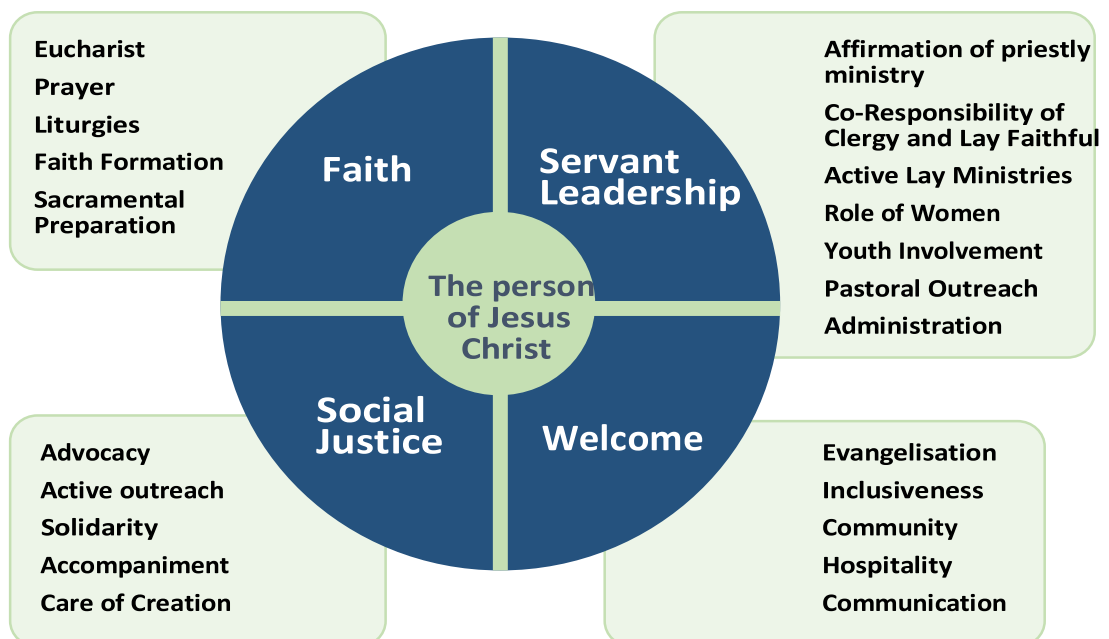 Eucharist
Prayer
Liturgies
Faith Formation
Sacramental
Preparation
Faith
Servant
Leadership
Affirmation of priestly
ministry
Co-Responsibility of
Clergy and Lay Faithful
Active Lay Ministries
Role of Women
Youth Involvement
Pastoral Outreach
Administration
The person
of Jesus
Christ
Social
Justice
Advocacy
Active outreach
Solidarity
Accompaniment
Care of Creation
Welcome
Evangelisation
Inclusiveness
Community
Hospitality
Communication